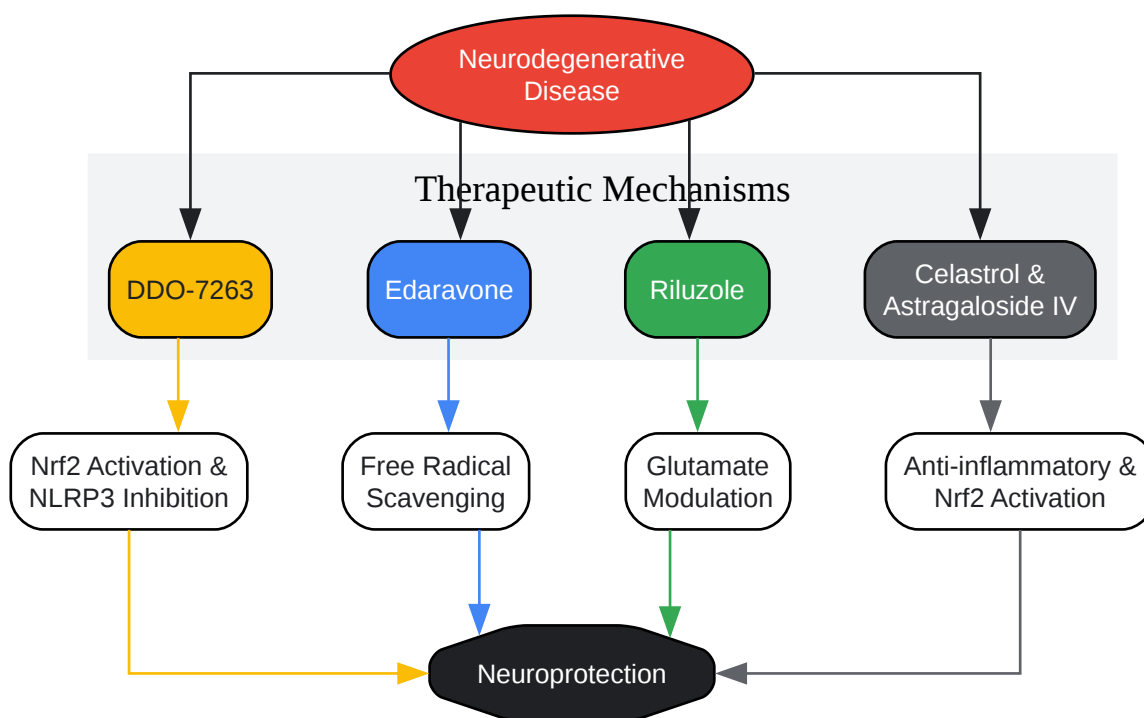 Neurodegenerative
Disease
Therapeutic Mechanisms
DDO-7263
Edaravone
Riluzole
Celastrol &
Astragaloside IV
Nrf2 Activation &
NLRP3 Inhibition
Free Radical
Scavenging
Glutamate
Modulation
Anti-inflammatory &
Nrf2 Activation
Neuroprotection